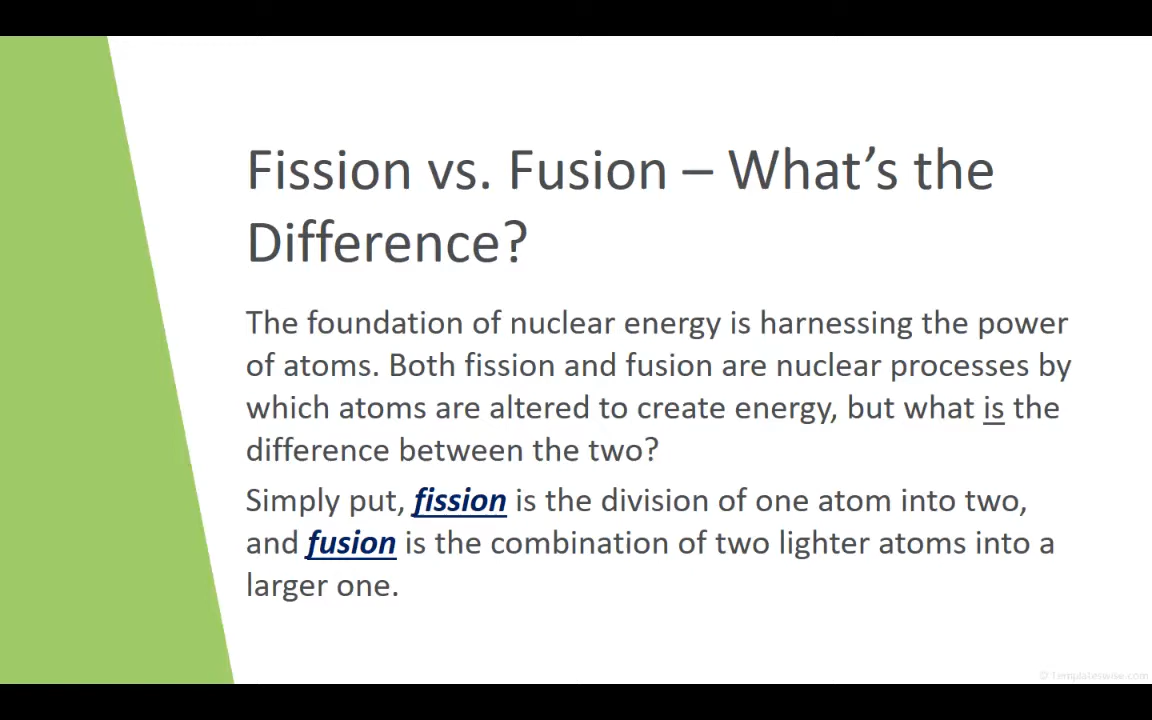 Fission vs. Fusion – What’s the
Difference?
The foundation of nuclear energy is harnessing the power
of atoms. Both fission and fusion are nuclear processes by
which atoms are altered to create energy, but what is the
difference between the two?
Simply put, fission is the division of one atom into two,
and fusion is the combination of two lighter atoms into a
larger one.
© Templateswise.com